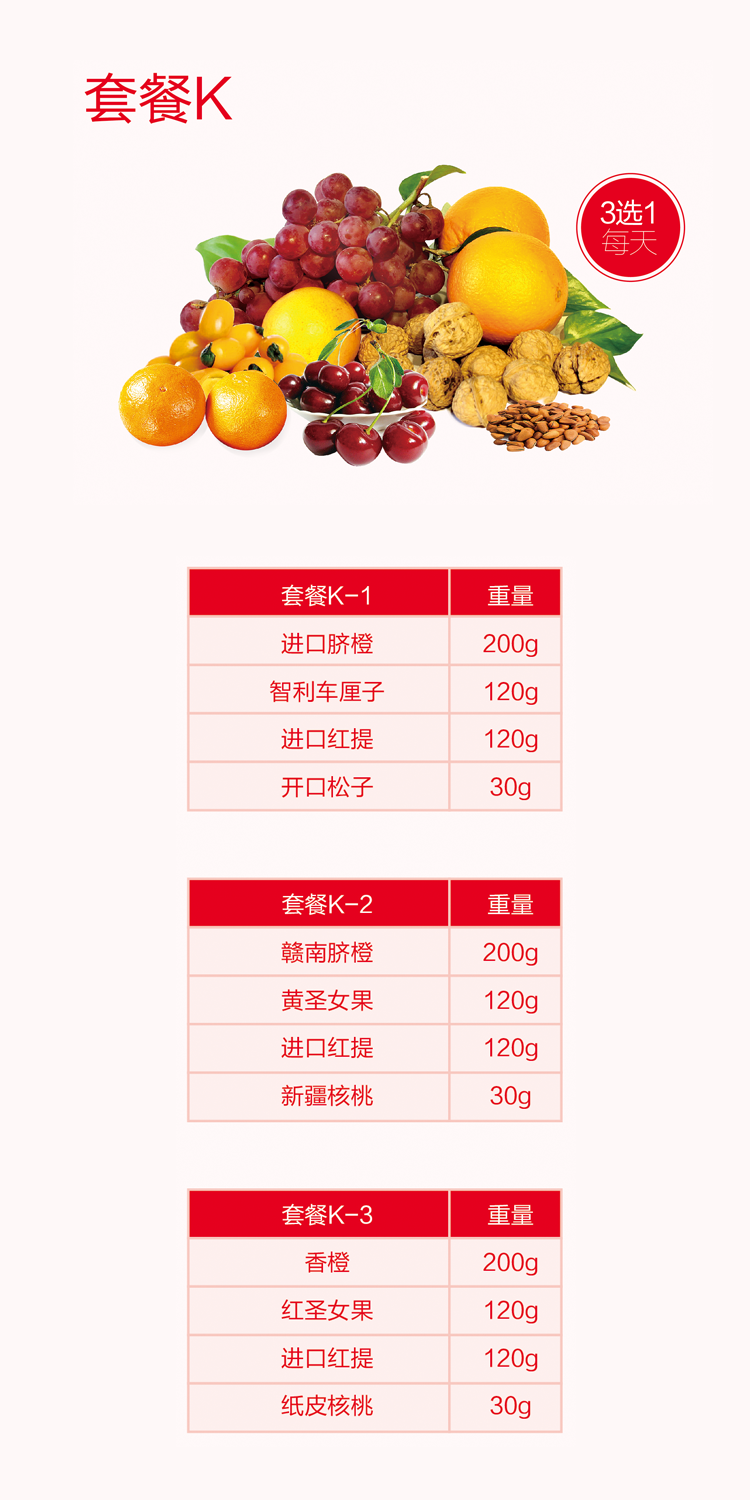 套餐K
3选1
每天
套餐K-1 重量
进口脐橙 200g
智利车厘子 120g
进口红提 120g
开口松子 30g
套餐K-2 重量
赣南脐橙 200g
黄圣女果 120g
进口红提 120g
新疆核桃 30g
套餐K-3 重量
香橙 200g
红圣女果 120g
进口红提 120g
纸皮核桃 30g